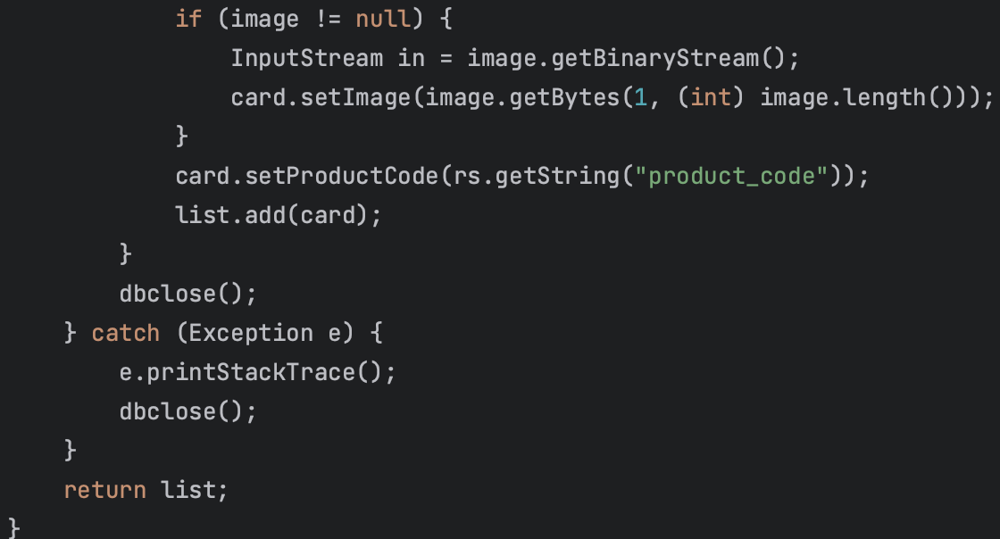 if (image != null) {
InputStream in = image.getBinaryStream();
card.setImage(image.getBytes(1, (int) image.length()));
}
card.setProductCode(rs.getString("product_code"));
list.add(card);
}
dbclose();
} catch (Exception e) {
e.printStackTrace();
dbclose();
}
return list;
}